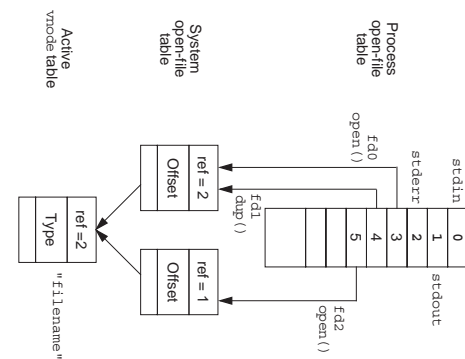 Process
open-file
table
System
open-file
table
Active
vnode table
stdin
stdout
stderr
0
1
2
3
4
5
fd0
open()
fd1
dup()
fd2
open()
ref = 2
Offset
ref = 1
Offset
ref =2
Type
"filename"